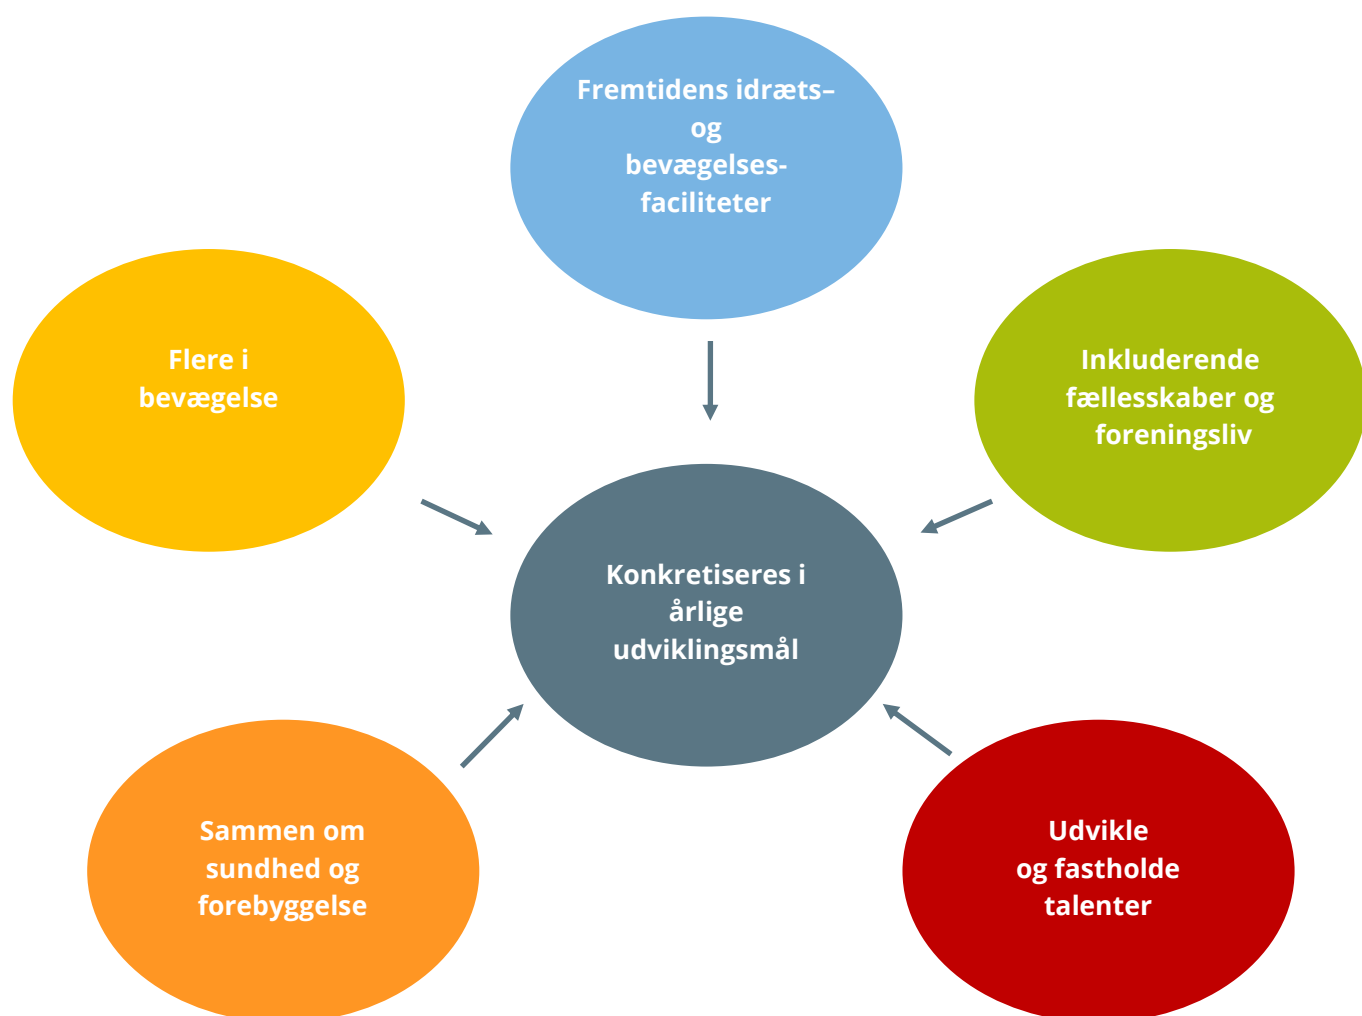 Fremtidens idræts–
og
bevægelses-
faciliteter
Flere i
bevægelse
Inkluderende
fællesskaber og
foreningsliv
Konkretiseres i
årlige
udviklingsmål
Sammen om
sundhed og
forebyggelse
Udvikle
og fastholde
talenter